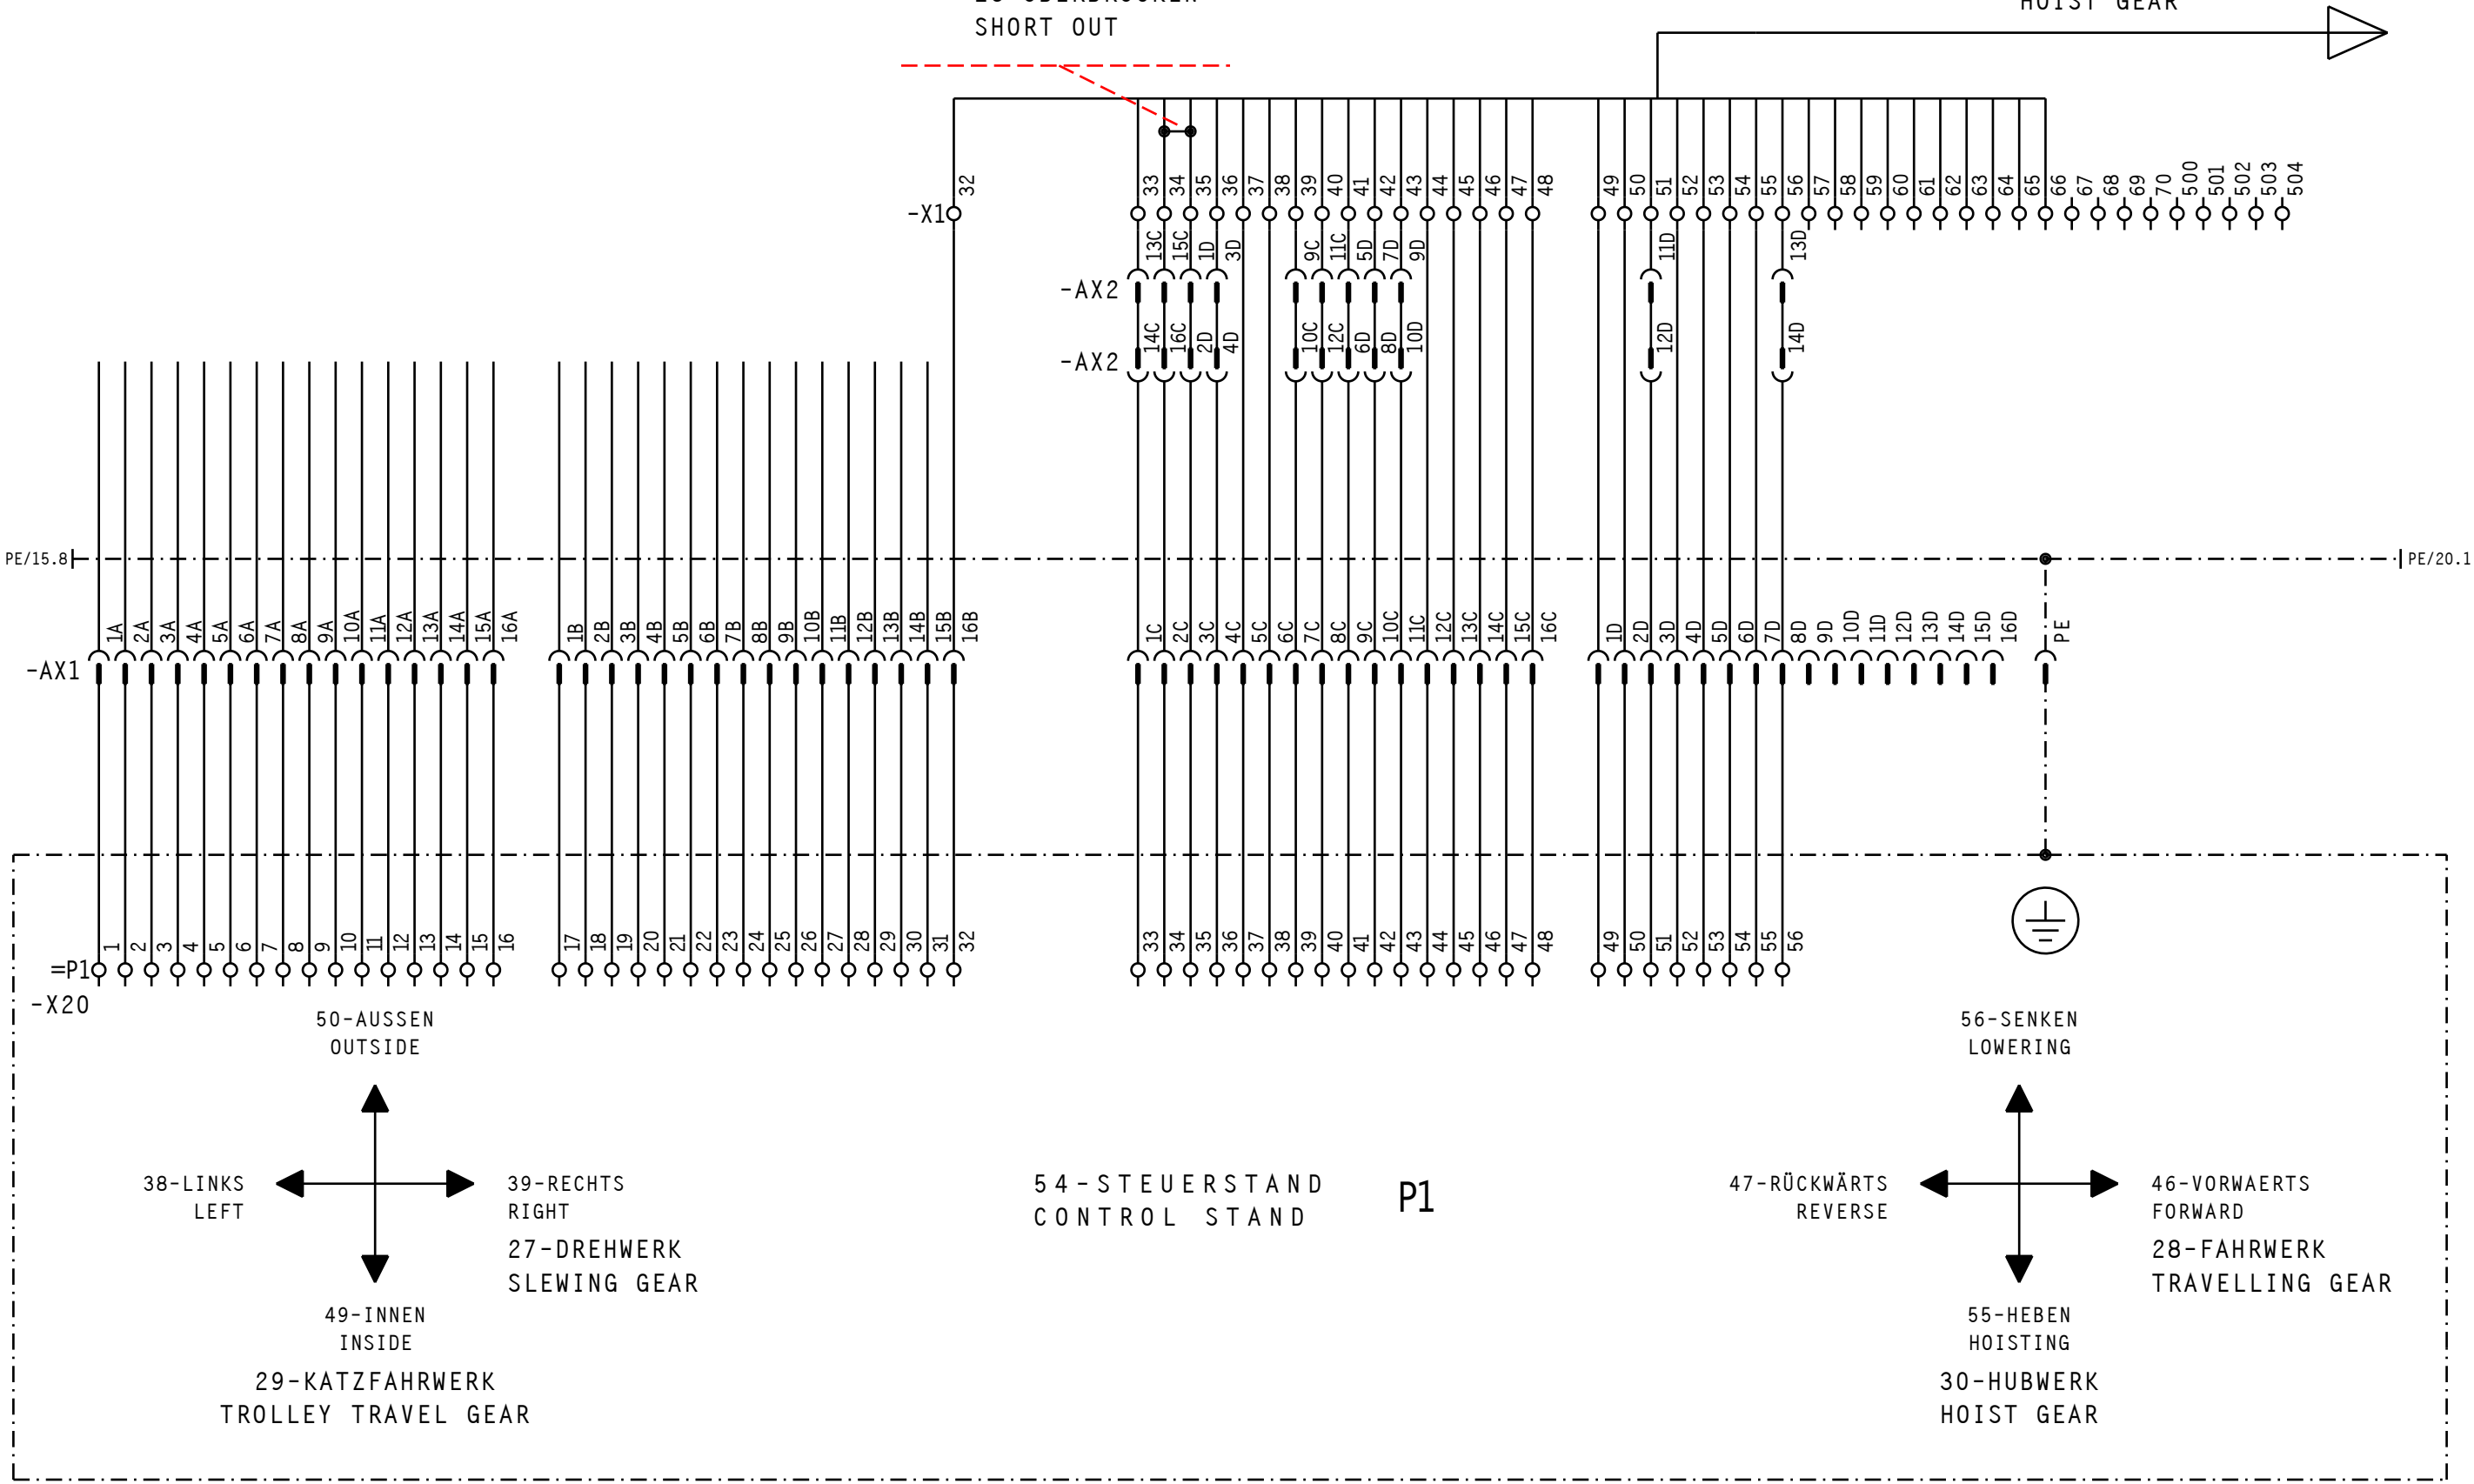 SHORT OUT
HOIST GEAR
32
33 34 35 36 37 38 39 40 41 42 43 44 45 46 47 48
49 50 51 52 53 54 55 56 57 58 59 60 61 62 63 64 65 66 67 68 69 70 500 501 502 503 504
-X1
13C 15C 1D 3D 9C 11C 5D 7D 9D 11D 13D
-AX2
14C 16C 2D 4D 10C 12C 6D 8D 10D 12D 14D
-AX2
PE/15.8
PE/20.1
1A 2A 3A 4A 5A 6A 7A 8A 9A 10A 11A 12A 13A 14A 15A 16A
1B 2B 3B 4B 5B 6B 7B 8B 9B 10B 11B 12B 13B 14B 15B 16B
1C 2C 3C 4C 5C 6C 7C 8C 9C 10C 11C 12C 13C 14C 15C 16C
1D 2D 3D 4D 5D 6D 7D 8D 9D 10D 11D 12D 13D 14D 15D 16D
PE
-AX1
1 2 3 4 5 6 7 8 9 10 11 12 13 14 15 16
17 18 19 20 21 22 23 24 25 26 27 28 29 30 31 32
33 34 35 36 37 38 39 40 41 42 43 44 45 46 47 48
49 50 51 52 53 54 55 56
=P1
-X20
50-AUSSEN
OUTSIDE
38-LINKS
LEFT
39-RECHTS
RIGHT
27-DREHWERK
SLEWING GEAR
49-INNEN
INSIDE
29-KATZFAHRWERK
TROLLEY TRAVEL GEAR
54-STEUERSTAND
CONTROL STAND
P1
56-SENKEN
LOWERING
47-RÜCKWÄRTS
REVERSE
46-VORWAERTS
FORWARD
28-FAHRWERK
TRAVELLING GEAR
55-HEBEN
HOISTING
30-HUBWERK
HOIST GEAR